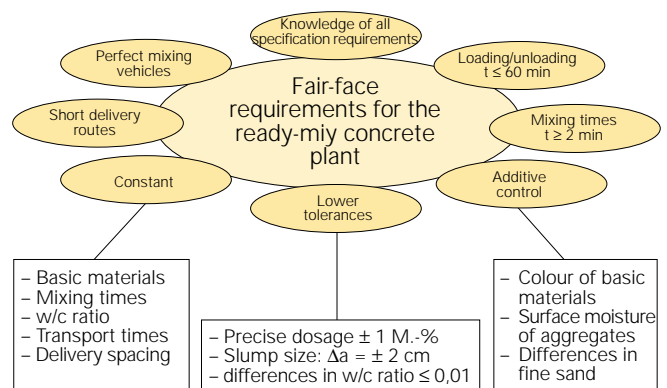 Knowledge of all
specification requirements
Perfect mixing
vehicles
Loading/unloading
t ≤ 60 min
Fair-face
requirements for the
ready-miy concrete
plant
Short delivery
routes
Mixing times
t ≥ 2 min
Constant
Additive
control
Lower
tolerances
– Basic materials
– Mixing times
– w/c ratio
– Transport times
– Delivery spacing
– Precise dosage ± 1 M.-%
– Slump size: Δa = ± 2 cm
– differences in w/c ratio ≤ 0,01
– Colour of basic
materials
– Surface moisture
of aggregates
– Differences in
fine sand